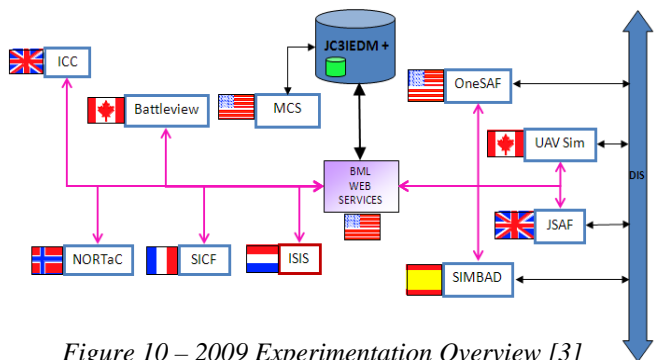 ICC
JC3IEDM +
Battleview
MCS
OneSAF
UAV Sim
BML
WEB
SERVICES
DIS
NORTaC
SICF
ISIS
JSAF
SIMBAD
Figure 10 – 2009 Experimentation Overview [3]